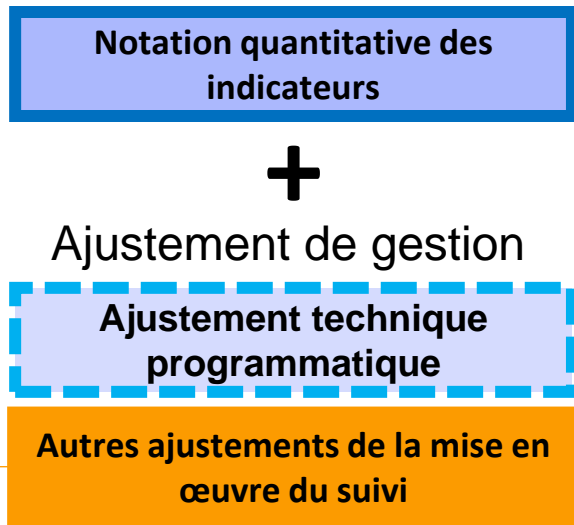 Notation quantitative des
indicateurs
+
Ajustement de gestion
Ajustement technique
programmatique
Autres ajustements de la mise en
œuvre du suivi